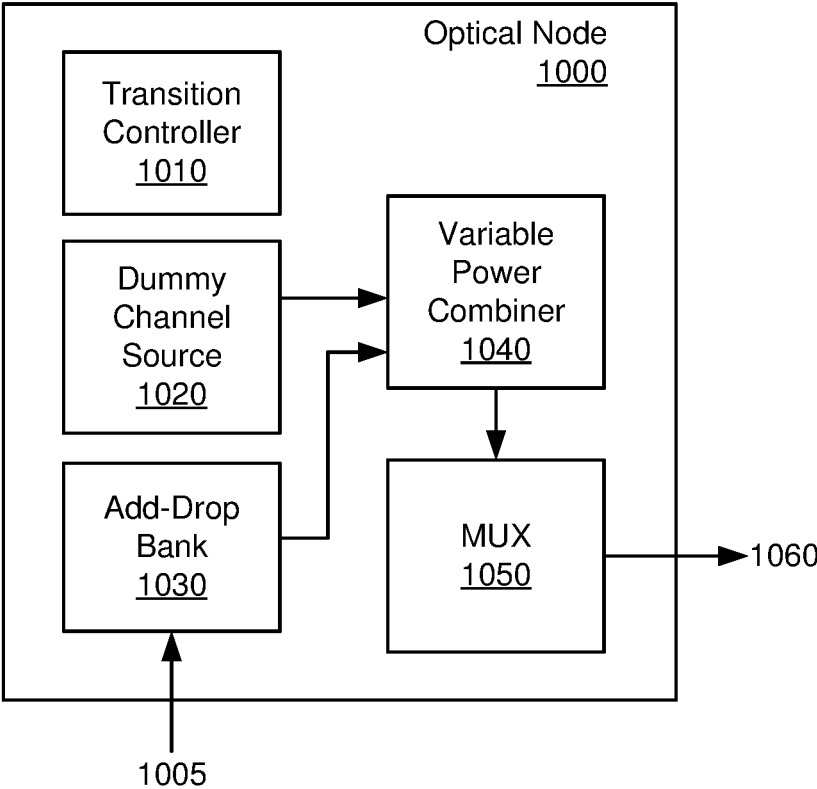 Optical Node
1000
Transition
Controller
1010
Dummy
Channel
Source
1020
Variable
Power
Combiner
1040
Add-Drop
Bank
1030
MUX
1050
1060
1005